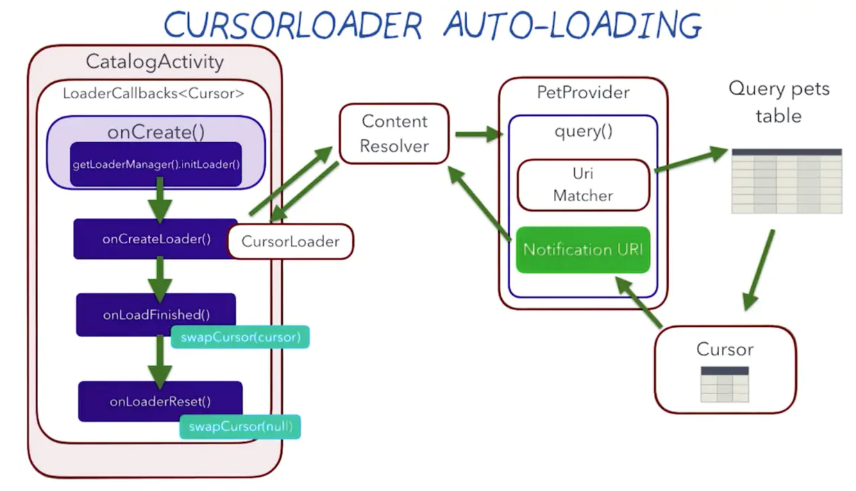 CURSORLOADER AUTO-LOADING
CatalogActivity
LoaderCallbacks<Cursor>
onCreate()
getLoaderManager().initLoader()
onCreateLoader()
CursorLoader
onLoadFinished()
swapCursor(cursor)
onLoaderReset()
swapCursor(null)
Content
Resolver
PetProvider
query()
Uri
Matcher
Notification URI
Query pets
table
Cursor